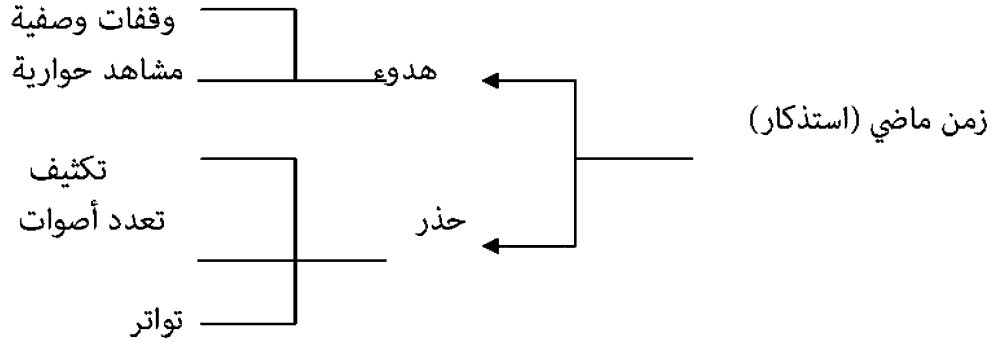 زمن ماضي (استذكار)
هدوء
وقفات وصفية
مشاهد حوارية
حذر
تكثيف
تعدد أصوات
تواتر